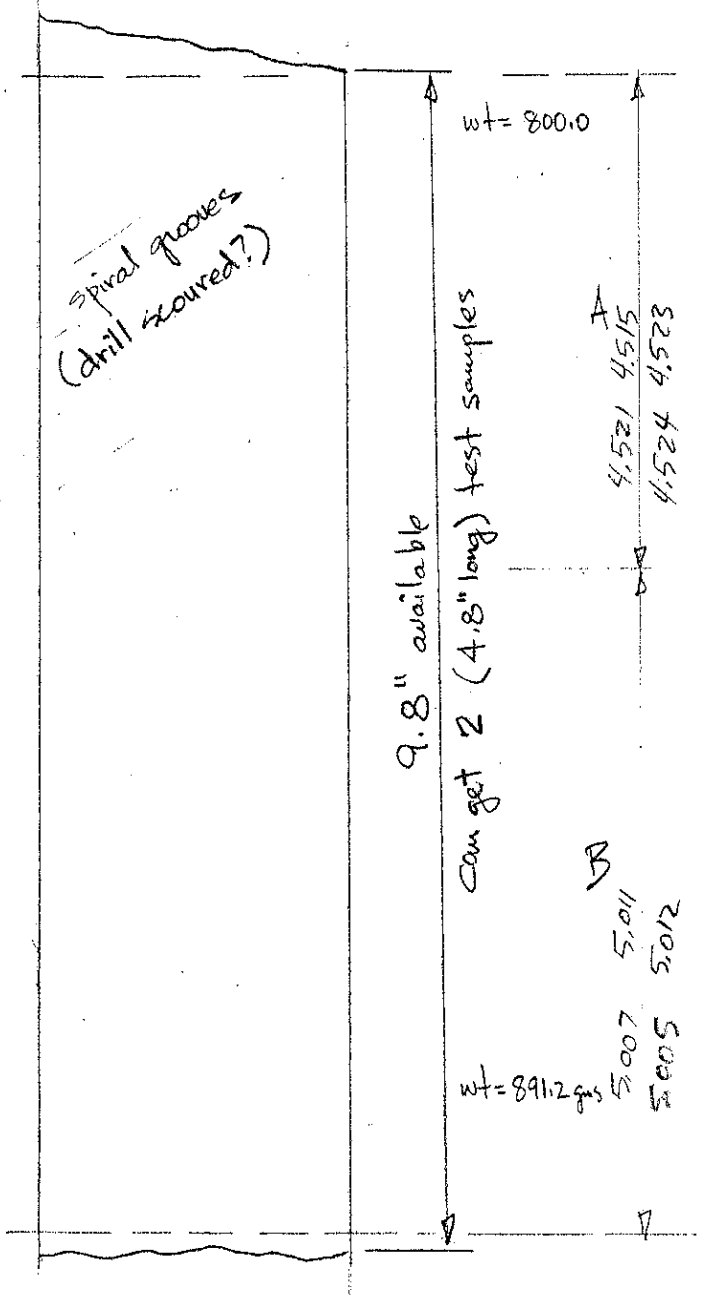 wt = 800.0
spiral grooves
(drill scoured?)
A
4.521 4.515
4.524 4.523
9.8" available
Can get 2 (4.8" long) test samples
B
5.007 5.011
5.005 5.012
wt = 891.2 gms